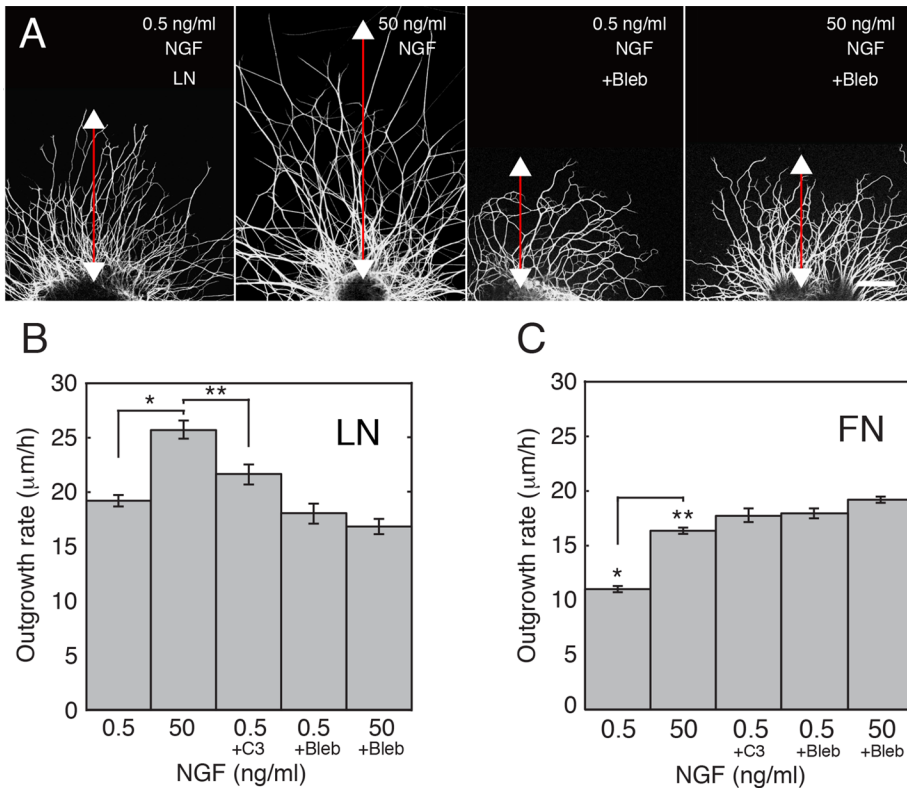 A
0.5 ng/ml
NGF
LN
50 ng/ml
NGF
0.5 ng/ml
NGF
+Bleb
50 ng/ml
NGF
+Bleb
B
Outgrowth rate (μm/h)
30
25
20
15
10
5
0
*
**
LN
0.5 50 0.5 0.5 50
+C3 +Bleb +Bleb
NGF (ng/ml)
C
Outgrowth rate (μm/h)
30
25
20
15
10
5
0
*
**
FN
0.5 50 0.5 0.5 50
+C3 +Bleb +Bleb
NGF (ng/ml)